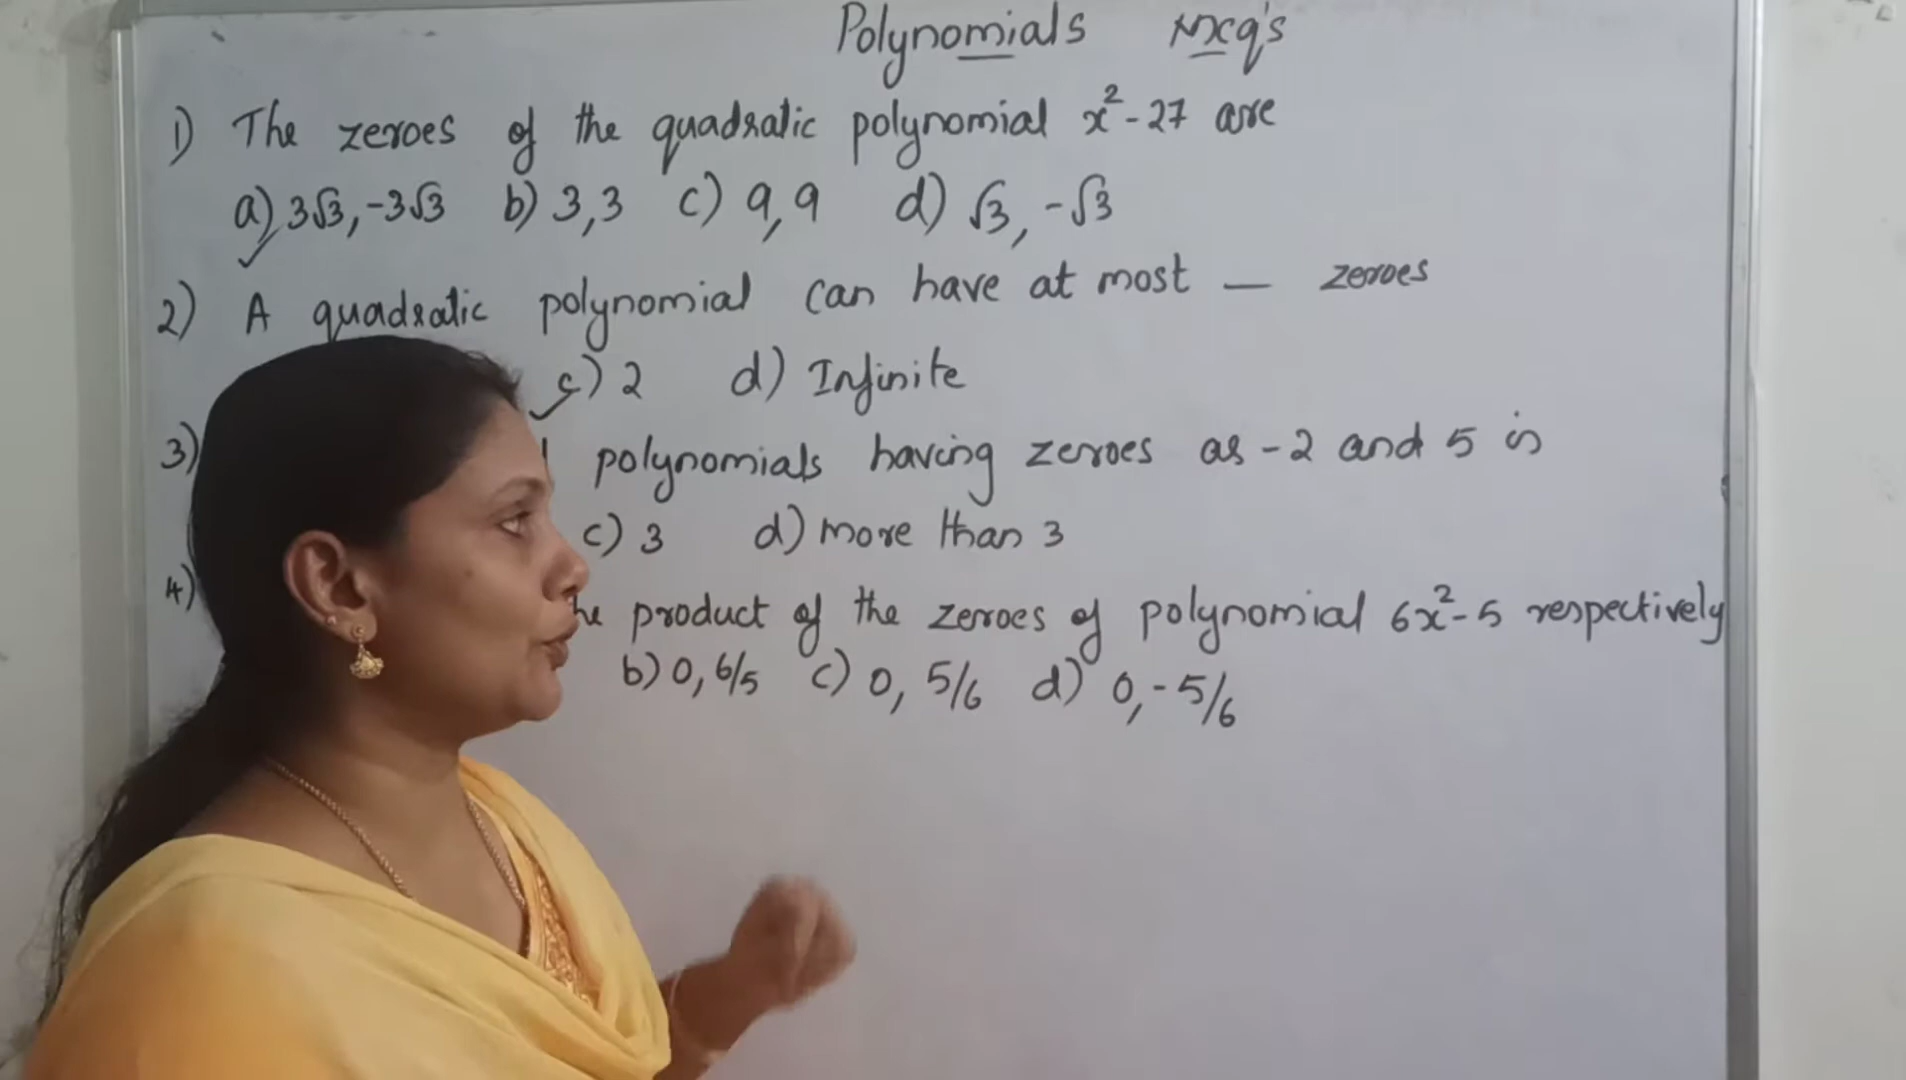 Polynomials Mcq's
1) The zeroes of the quadratic polynomial x²-27 are
a) 3√3, -3√3 b) 3,3 c) 9,9 d) √3, -√3
2) A quadratic polynomial can have at most — zeroes
c) 2 d) Infinite
3) polynomials having zeroes as -2 and 5 is
c) 3 d) more than 3
4) he product of the zeroes of polynomial 6x²-5 respectively
b) 0, 6/5 c) 0, 5/6 d) 0, -5/6